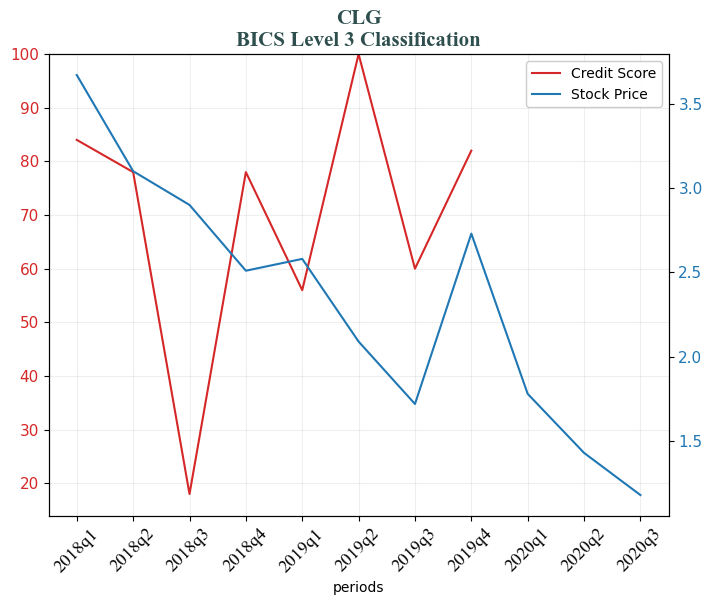 CLG
BICS Level 3 Classification
Credit Score
Stock Price
100
90
80
70
60
50
40
30
20
3.5
3.0
2.5
2.0
1.5
2018q1
2018q2
2018q3
2018q4
2019q1
2019q2
2019q3
2019q4
2020q1
2020q2
2020q3
periods